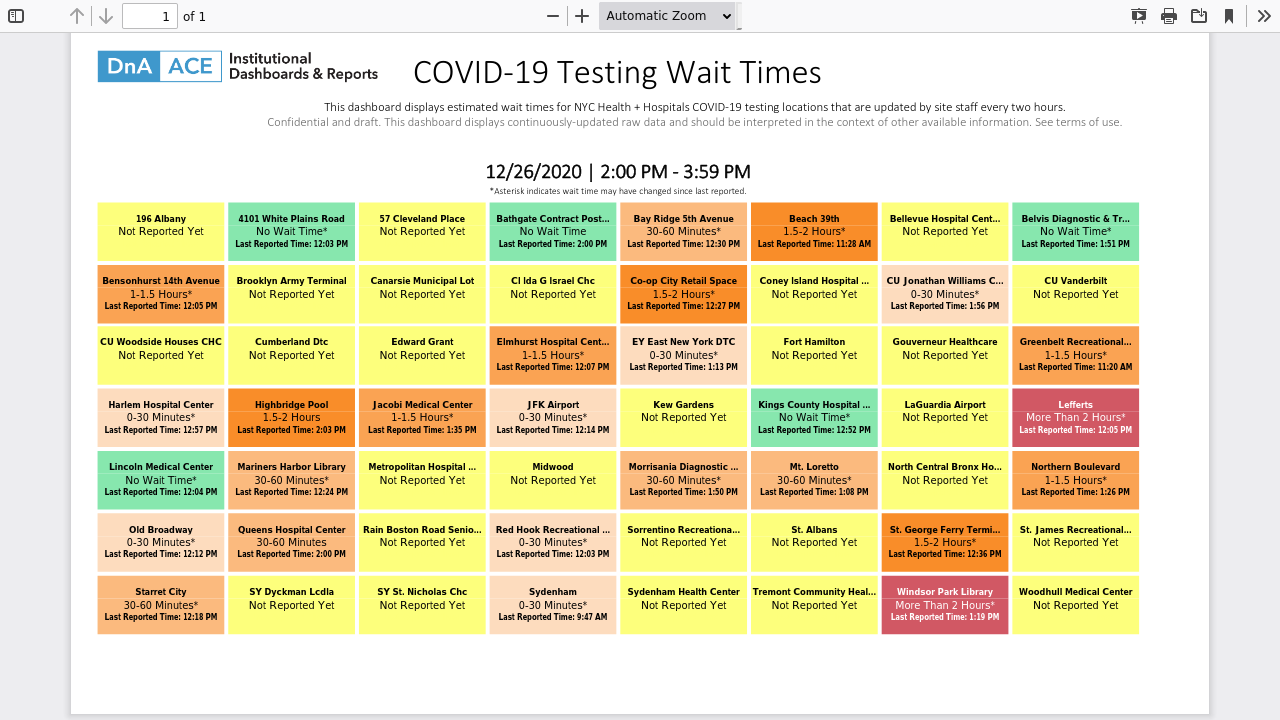 1 of 1
Automatic Zoom
DnA ACE Institutional Dashboards & Reports
COVID-19 Testing Wait Times
This dashboard displays estimated wait times for NYC Health + Hospitals COVID-19 testing locations that are updated by site staff every two hours.
Confidential and draft. This dashboard displays continuously-updated raw data and should be interpreted in the context of other available information. See terms of use.
12/26/2020 | 2:00 PM - 3:59 PM
*Asterisk indicates wait time may have changed since last reported.
196 Albany
Not Reported Yet
4101 White Plains Road
No Wait Time*
Last Reported Time: 12:03 PM
57 Cleveland Place
Not Reported Yet
Bathgate Contract Post...
No Wait Time
Last Reported Time: 2:00 PM
Bay Ridge 5th Avenue
30-60 Minutes*
Last Reported Time: 12:30 PM
Beach 39th
1.5-2 Hours*
Last Reported Time: 11:28 AM
Bellevue Hospital Cent...
Not Reported Yet
Belvis Diagnostic & Tr...
No Wait Time*
Last Reported Time: 1:51 PM
Bensonhurst 14th Avenue
1-1.5 Hours*
Last Reported Time: 12:05 PM
Brooklyn Army Terminal
Not Reported Yet
Canarsie Municipal Lot
Not Reported Yet
CI Ida G Israel Chc
Not Reported Yet
Co-op City Retail Space
1.5-2 Hours*
Last Reported Time: 12:27 PM
Coney Island Hospital ...
Not Reported Yet
CU Jonathan Williams C...
0-30 Minutes*
Last Reported Time: 1:56 PM
CU Vanderbilt
Not Reported Yet
CU Woodside Houses CHC
Not Reported Yet
Cumberland Dtc
Not Reported Yet
Edward Grant
Not Reported Yet
Elmhurst Hospital Cent...
1-1.5 Hours*
Last Reported Time: 12:07 PM
EY East New York DTC
0-30 Minutes*
Last Reported Time: 1:13 PM
Fort Hamilton
Not Reported Yet
Gouverneur Healthcare
Not Reported Yet
Greenbelt Recreational...
1-1.5 Hours*
Last Reported Time: 11:20 AM
Harlem Hospital Center
0-30 Minutes*
Last Reported Time: 12:57 PM
Highbridge Pool
1.5-2 Hours
Last Reported Time: 2:03 PM
Jacobi Medical Center
1-1.5 Hours*
Last Reported Time: 1:35 PM
JFK Airport
0-30 Minutes*
Last Reported Time: 12:14 PM
Kew Gardens
Not Reported Yet
Kings County Hospital ...
No Wait Time*
Last Reported Time: 12:52 PM
LaGuardia Airport
Not Reported Yet
Lefferts
More Than 2 Hours*
Last Reported Time: 12:05 PM
Lincoln Medical Center
No Wait Time*
Last Reported Time: 12:04 PM
Mariners Harbor Library
30-60 Minutes*
Last Reported Time: 12:24 PM
Metropolitan Hospital ...
Not Reported Yet
Midwood
Not Reported Yet
Morrisania Diagnostic ...
30-60 Minutes*
Last Reported Time: 1:50 PM
Mt. Loretto
30-60 Minutes*
Last Reported Time: 1:08 PM
North Central Bronx Ho...
Not Reported Yet
Northern Boulevard
1-1.5 Hours*
Last Reported Time: 1:26 PM
Old Broadway
0-30 Minutes*
Last Reported Time: 12:12 PM
Queens Hospital Center
30-60 Minutes
Last Reported Time: 2:00 PM
Rain Boston Road Senio...
Not Reported Yet
Red Hook Recreational ...
0-30 Minutes*
Last Reported Time: 12:03 PM
Sorrentino Recreationa...
Not Reported Yet
St. Albans
Not Reported Yet
St. George Ferry Termi...
1.5-2 Hours*
Last Reported Time: 12:36 PM
St. James Recreational...
Not Reported Yet
Starret City
30-60 Minutes*
Last Reported Time: 12:18 PM
SY Dyckman Lcdla
Not Reported Yet
SY St. Nicholas Chc
Not Reported Yet
Sydenham
0-30 Minutes*
Last Reported Time: 9:47 AM
Sydenham Health Center
Not Reported Yet
Tremont Community Heal...
Not Reported Yet
Windsor Park Library
More Than 2 Hours*
Last Reported Time: 1:19 PM
Woodhull Medical Center
Not Reported Yet